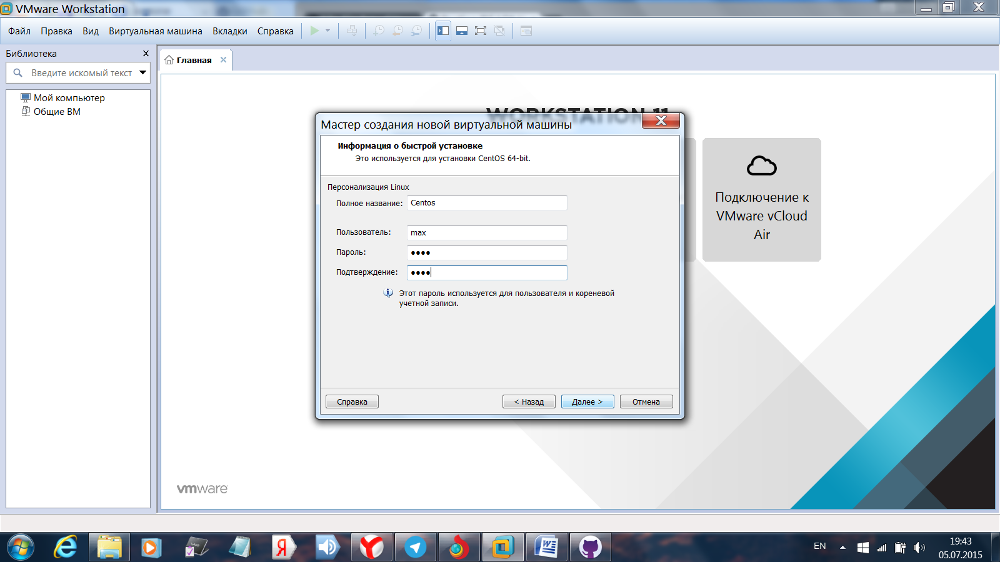 VMware Workstation
Файл Правка Вид Виртуальная машина Вкладки Справка
Библиотека
Введите искомый текст
Мой компьютер
Общие ВМ
Главная
WORKSTATION 11
Мастер создания новой виртуальной машины
Информация о быстрой установке
Это используется для установки CentOS 64-bit.
Персонализация Linux
Полное название: Centos
Пользователь: max
Пароль: ●●●●
Подтверждение: ●●●●
Этот пароль используется для пользователя и кореневой
учетной записи.
Справка < Назад Далее > Отмена
Подключение к
VMware vCloud
Air
vmware
EN
19:43
05.07.2015